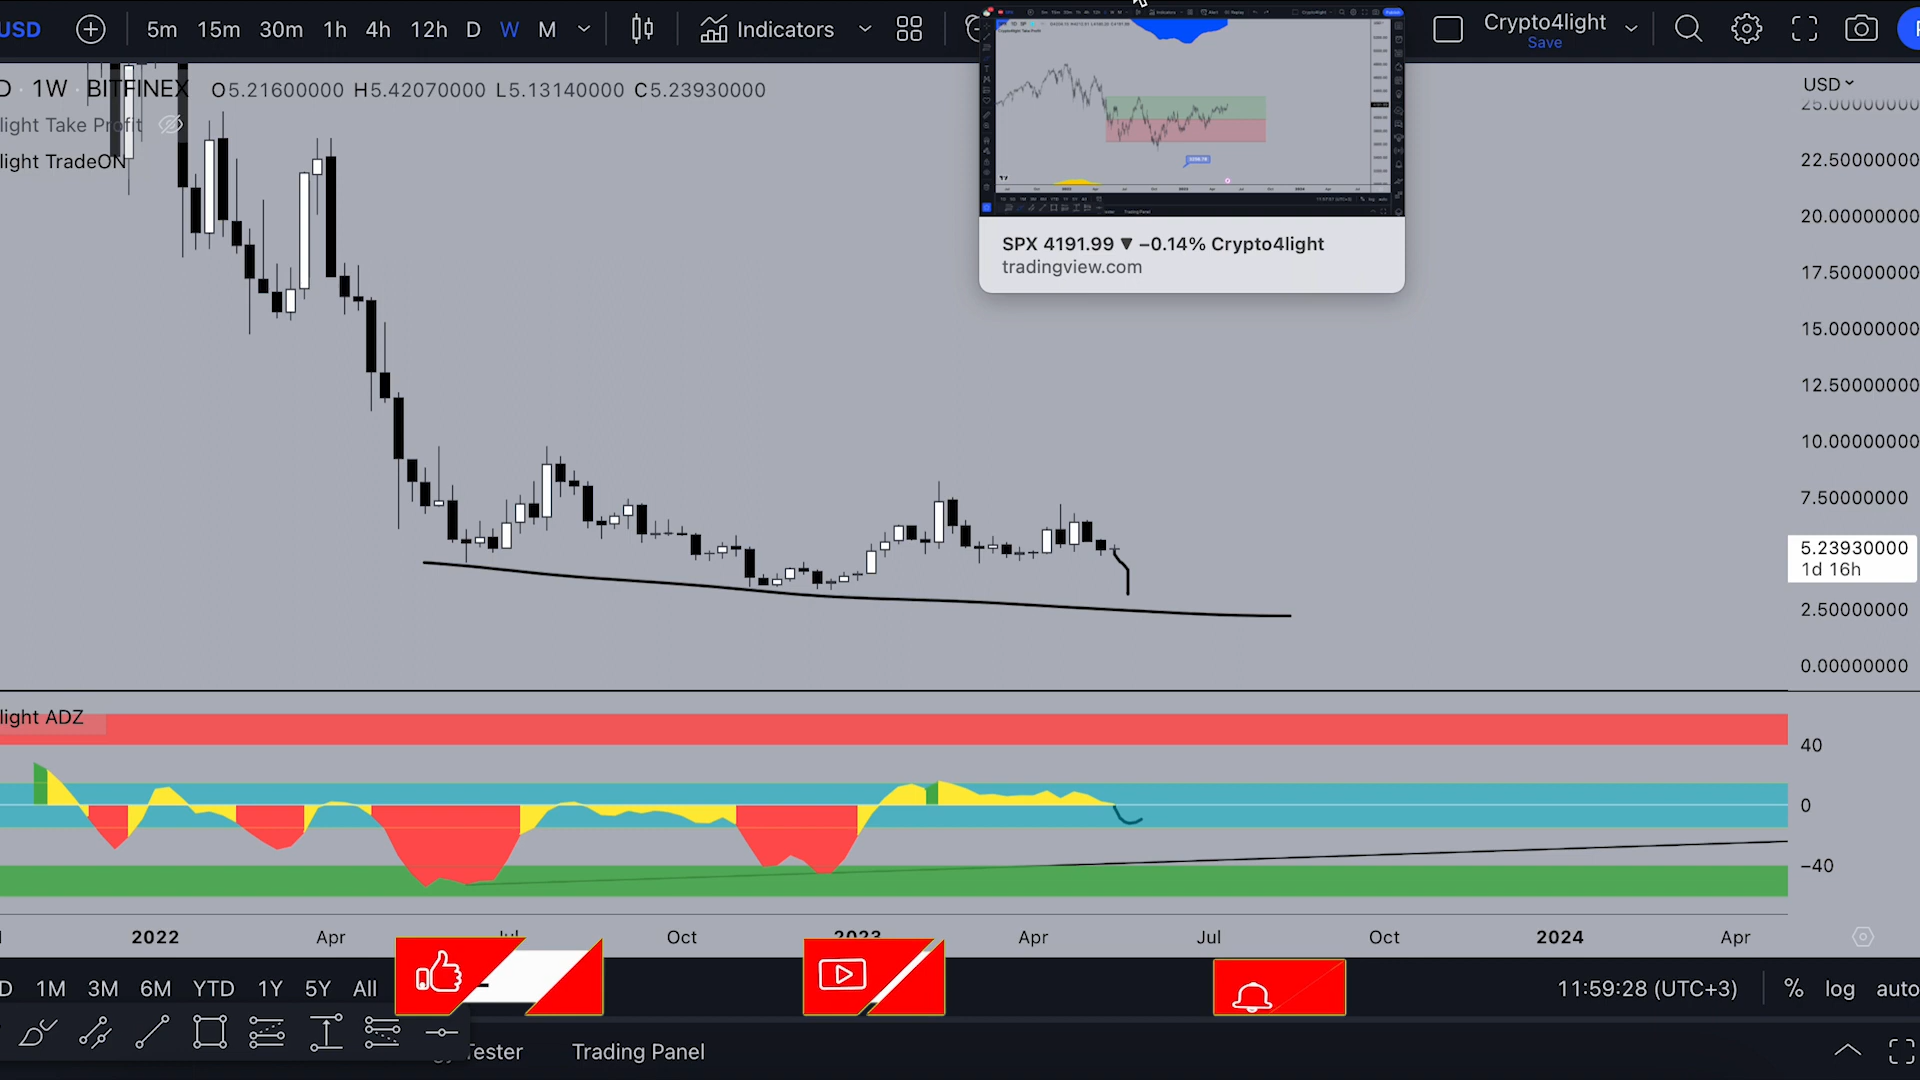 USD 5m 15m 30m 1h 4h 12h D W M Indicators Crypto4light
Save
D · 1W · BITFINEX O5.21600000 H5.42070000 L5.13140000 C5.23930000
light Take Profit
light TradeON
SPX 4191.99 ▼ −0.14% Crypto4light
tradingview.com
USD
25.00000000
22.50000000
20.00000000
17.50000000
15.00000000
12.50000000
10.00000000
7.50000000
5.23930000
1d 16h
2.50000000
0.00000000
light ADZ
40
0
−40
2022 Apr Jul Oct 2023 Apr Jul Oct 2024 Apr
D 1M 3M 6M YTD 1Y 5Y All 11:59:28 (UTC+3) % log auto
Tester Trading Panel